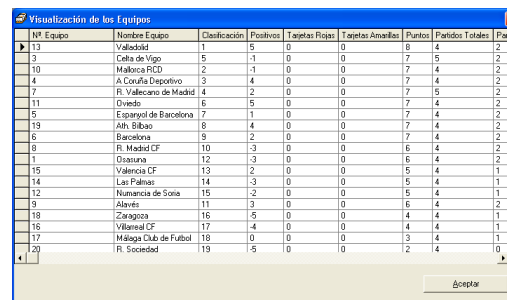 Visualización de los Equipos
Nº. Equipo Nombre Equipo Clasificación Positivos Tarjetas Rojas Tarjetas Amarillas Puntos Partidos Totales Par
13 Valladolid 1 5 0 0 8 4 2
3 Celta de Vigo 5 -1 0 0 7 5 2
10 Mallorca RCD 2 -1 0 0 7 4 2
4 A Coruña Deportivo 3 4 0 0 7 4 2
7 R. Vallecano de Madrid 4 2 0 0 7 5 2
11 Oviedo 6 5 0 0 7 4 2
5 Espanyol de Barcelona 7 1 0 0 7 4 2
19 Ath. Bilbao 8 4 0 0 7 4 2
6 Barcelona 9 2 0 0 7 4 2
8 R. Madrid CF 10 -3 0 0 6 4 2
1 Osasuna 12 -3 0 0 6 4 2
15 Valencia CF 13 2 0 0 5 4 1
14 Las Palmas 14 -3 0 0 5 4 1
12 Numancia de Soria 15 -2 0 0 5 4 1
9 Alavés 11 3 0 0 6 4 2
18 Zaragoza 16 -5 0 0 4 4 1
16 Villarreal CF 17 -4 0 0 4 4 1
17 Málaga Club de Futbol 18 0 0 0 3 4 1
20 R. Sociedad 19 -5 0 0 2 4 0
Aceptar